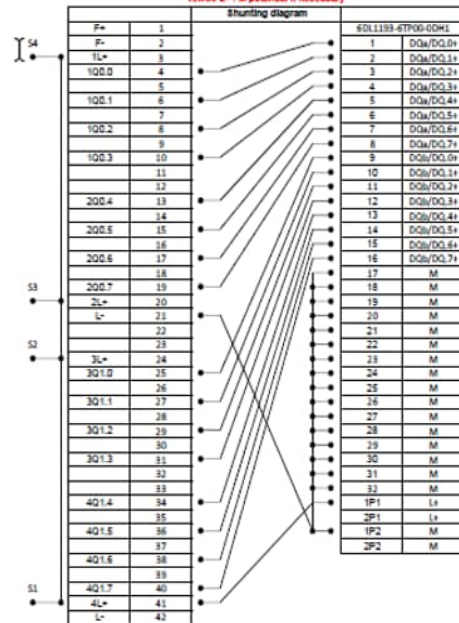 Shunting diagram
F+ 1
F- 2
1L+ 3
1Q0.0 4
5
1Q0.1 6
7
1Q0.2 8
9
1Q0.3 10
11
12
2Q0.4 13
14
2Q0.5 15
16
2Q0.6 17
18
2Q0.7 19
2L+ 20
L- 21
22
23
3L+ 24
3Q1.0 25
26
3Q1.1 27
28
3Q1.2 29
30
3Q1.3 31
32
33
4Q1.4 34
35
4Q1.5 36
37
4Q1.6 38
39
4Q1.7 40
4L+ 41
L- 42
S4
S3
S2
S1
6DL1193-6TP00-0DH1
1 DQa/DQ.0+
2 DQa/DQ.1+
3 DQa/DQ.2+
4 DQa/DQ.3+
5 DQa/DQ.4+
6 DQa/DQ.5+
7 DQa/DQ.6+
8 DQa/DQ.7+
9 DQb/DQ.0+
10 DQb/DQ.1+
11 DQb/DQ.2+
12 DQb/DQ.3+
13 DQb/DQ.4+
14 DQb/DQ.5+
15 DQb/DQ.6+
16 DQb/DQ.7+
17 M
18 M
19 M
20 M
21 M
22 M
23 M
24 M
25 M
26 M
27 M
28 M
29 M
30 M
31 M
32 M
1P1 L+
2P1 L+
1P2 M
2P2 M